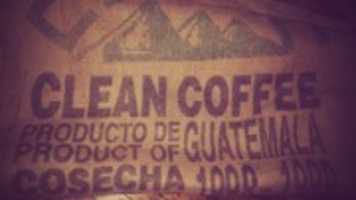 CLEAN COFFEE
PRODUCTO DE
PRODUCT OF GUATEMALA
COSECHA